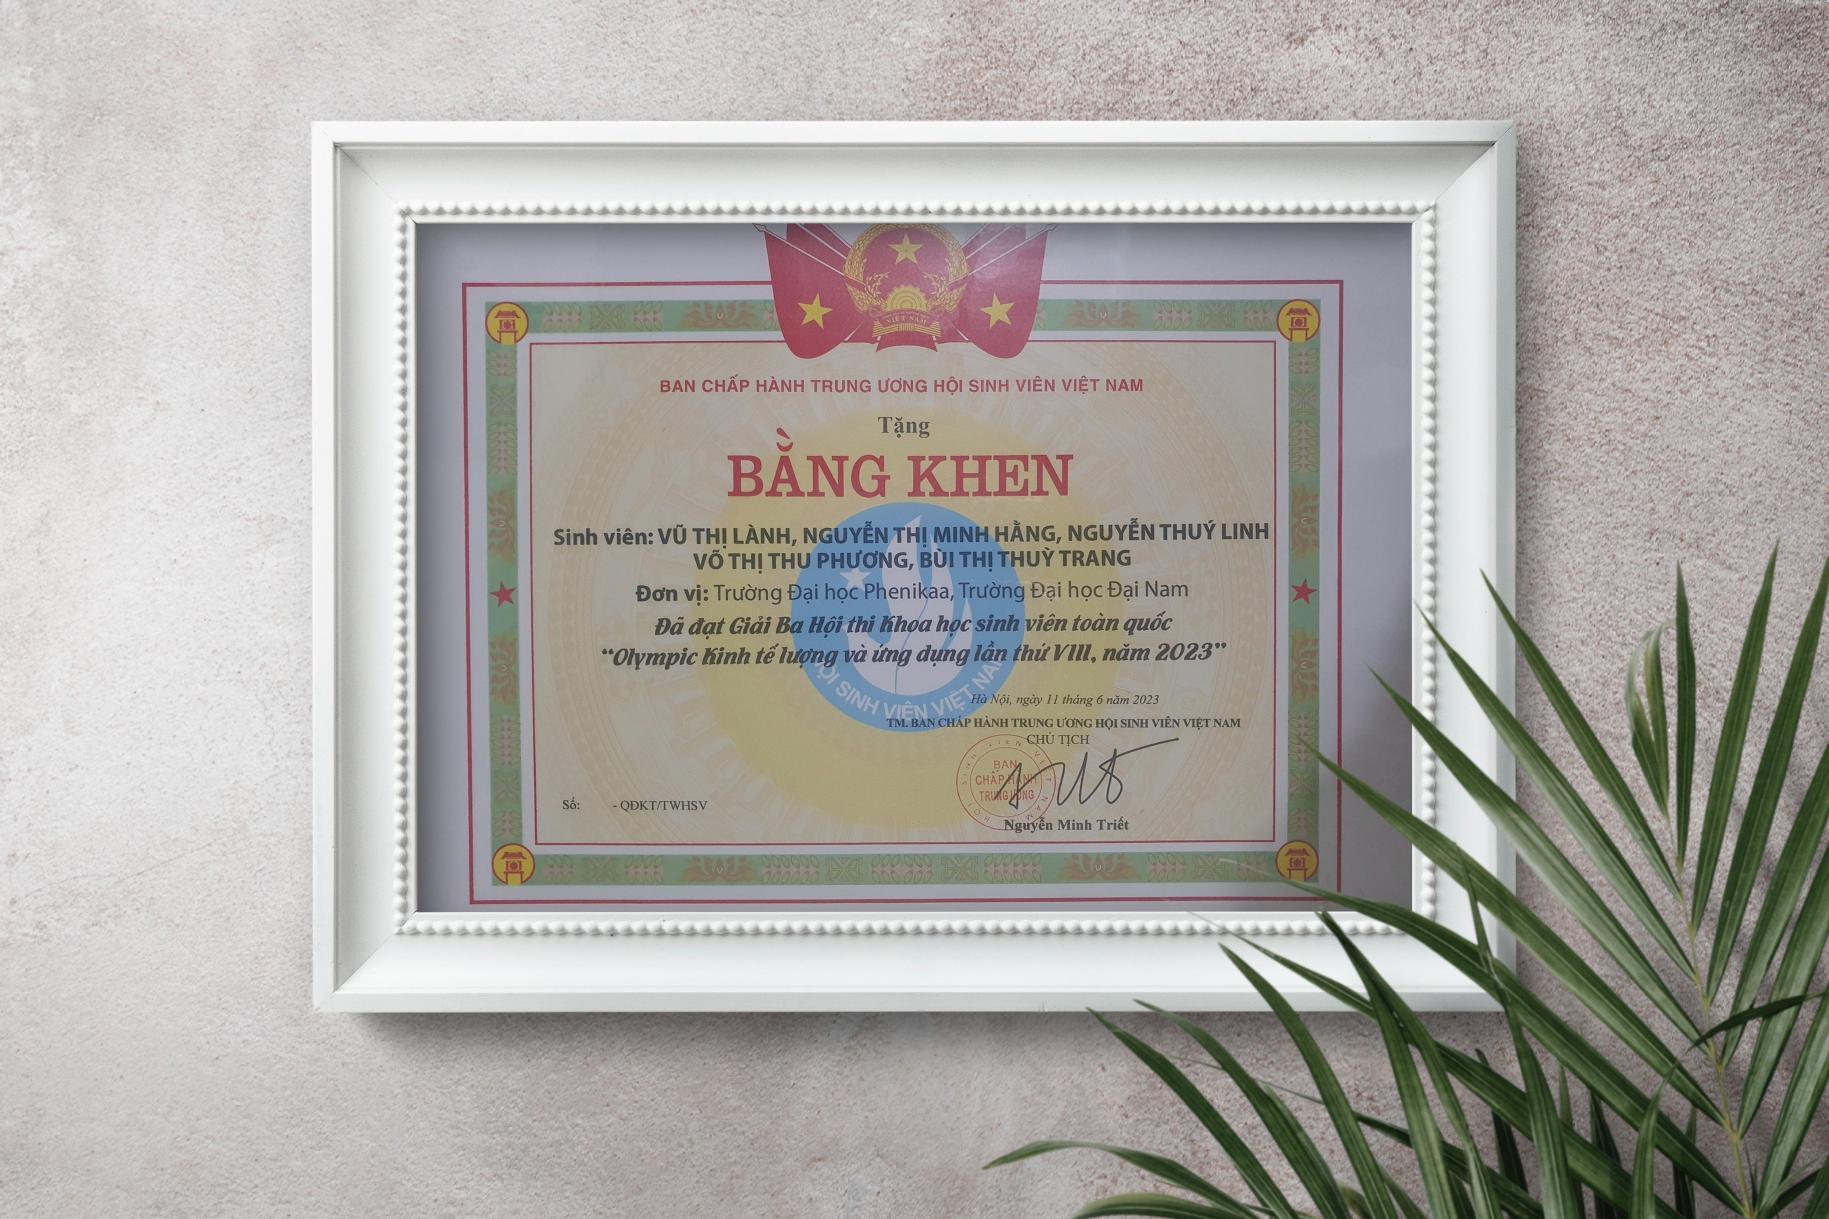 VIỆT NAM
BAN CHẤP HÀNH TRUNG ƯƠNG HỘI SINH VIÊN VIỆT NAM
Tặng
BẰNG KHEN
Sinh viên: VŨ THỊ LÀNH, NGUYỄN THỊ MINH HẰNG, NGUYỄN THUÝ LINH
VÕ THỊ THU PHƯƠNG, BÙI THỊ THUỲ TRANG
Đơn vị: Trường Đại học Phenikaa, Trường Đại học Đại Nam
Đã đạt Giải Ba Hội thi Khoa học sinh viên toàn quốc
“Olympic Kinh tế lượng và ứng dụng lần thứ VIII, năm 2023”
HỘI SINH VIÊN VIỆT NAM
Hà Nội, ngày 11 tháng 6 năm 2023
TM. BAN CHẤP HÀNH TRUNG ƯƠNG HỘI SINH VIÊN VIỆT NAM
CHỦ TỊCH
HỘI SINH VIÊN VIỆT NAM
BAN
CHẤP HÀNH
TRUNG ƯƠNG
Số: - QĐKT/TWHSV
Nguyễn Minh Triết